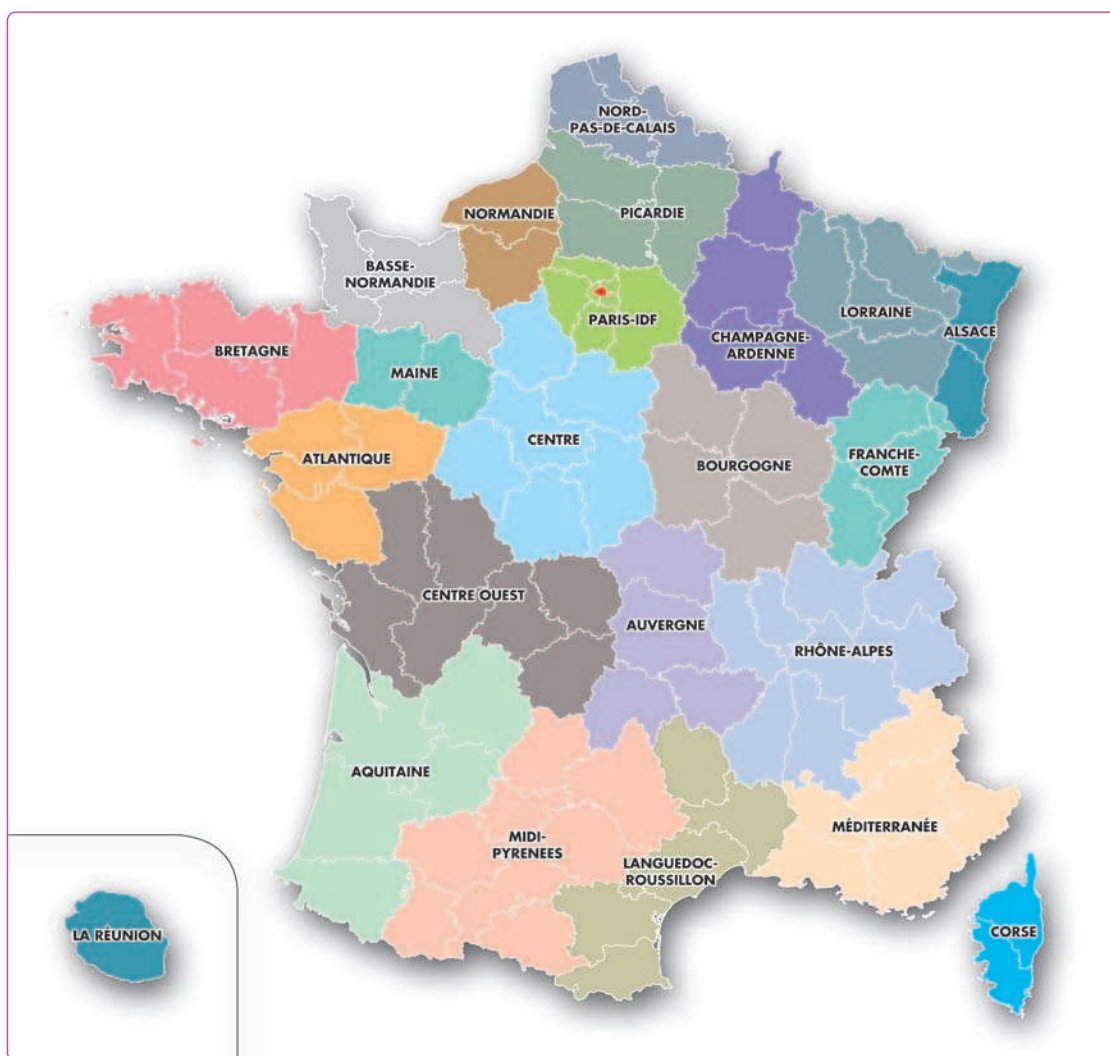 NORD-
PAS-DE-CALAIS
NORMANDIE
PICARDIE
BASSE-
NORMANDIE
PARIS-IDF
LORRAINE
ALSACE
CHAMPAGNE-
ARDENNE
BRETAGNE
MAINE
CENTRE
ATLANTIQUE
BOURGOGNE
FRANCHE-
COMTE
CENTRE OUEST
AUVERGNE
RHÔNE-ALPES
AQUITAINE
MIDI-
PYRENEES
LANGUEDOC-
ROUSSILLON
MÉDITERRANÉE
LA RÉUNION
CORSE